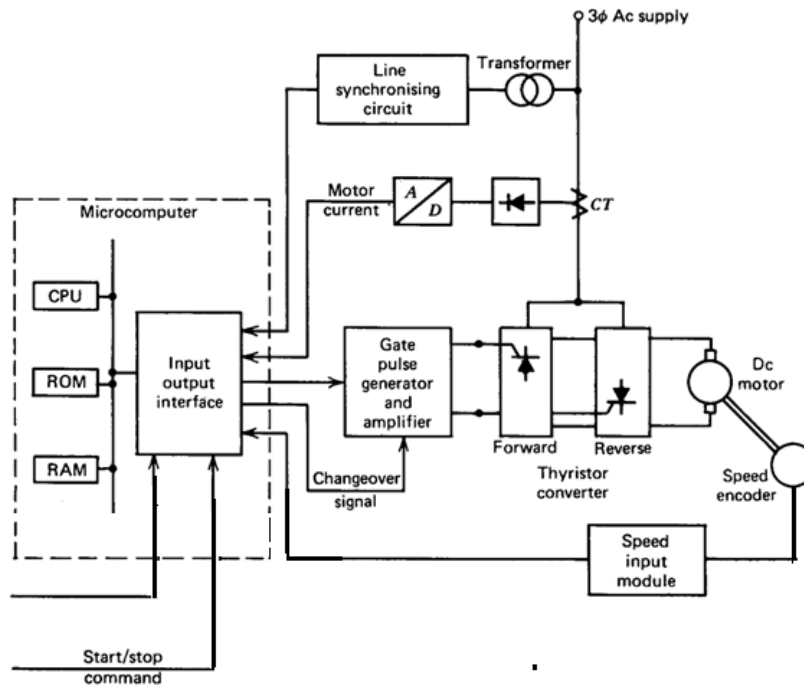 3ϕ Ac supply
Transformer
Line
synchronising
circuit
Motor
current
A
D
CT
Microcomputer
CPU
ROM
RAM
Input
output
interface
Gate
pulse
generator
and
amplifier
Forward
Reverse
Thyristor
converter
Dc
motor
Speed
encoder
Changeover
signal
Speed
input
module
Start/stop
command